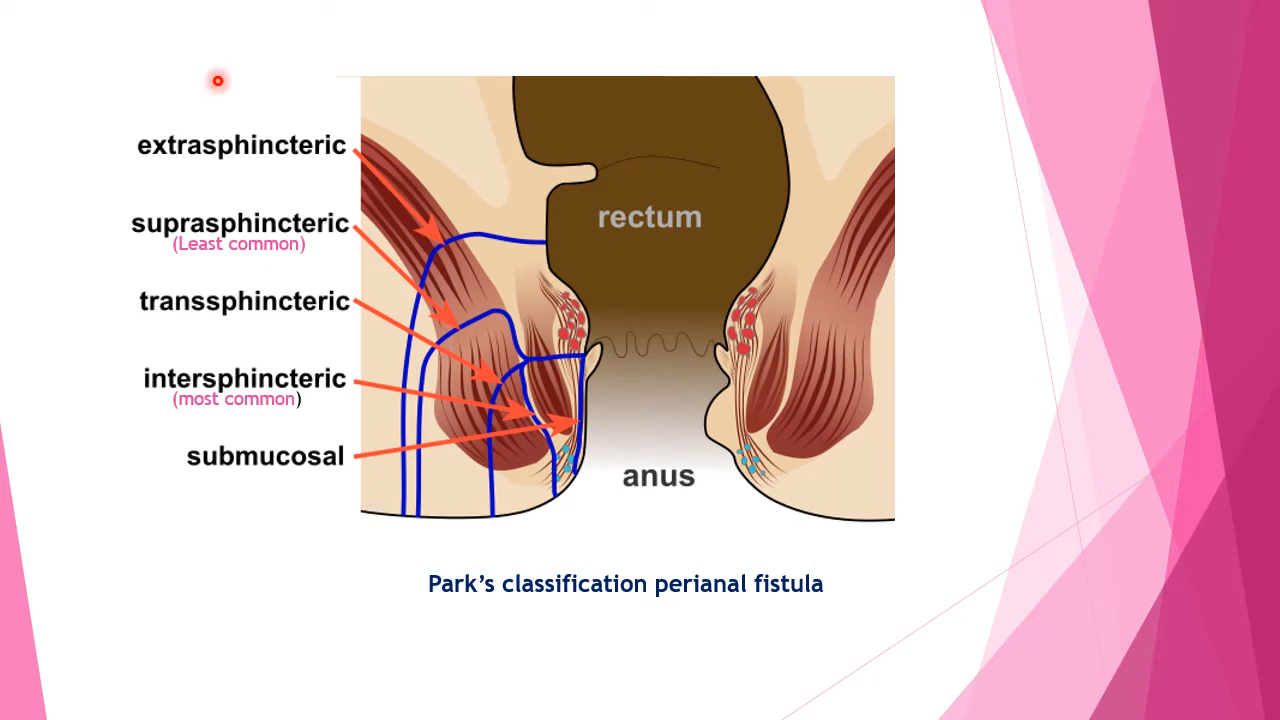 extrasphincteric
suprasphincteric
(Least common)
transsphincteric
intersphincteric
(most common)
submucosal
rectum
anus
Park’s classification perianal fistula